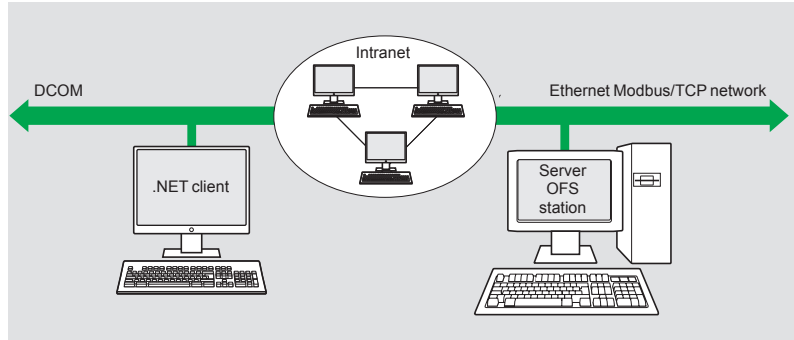 Intranet
DCOM
Ethernet Modbus/TCP network
.NET client
Server
OFS
station